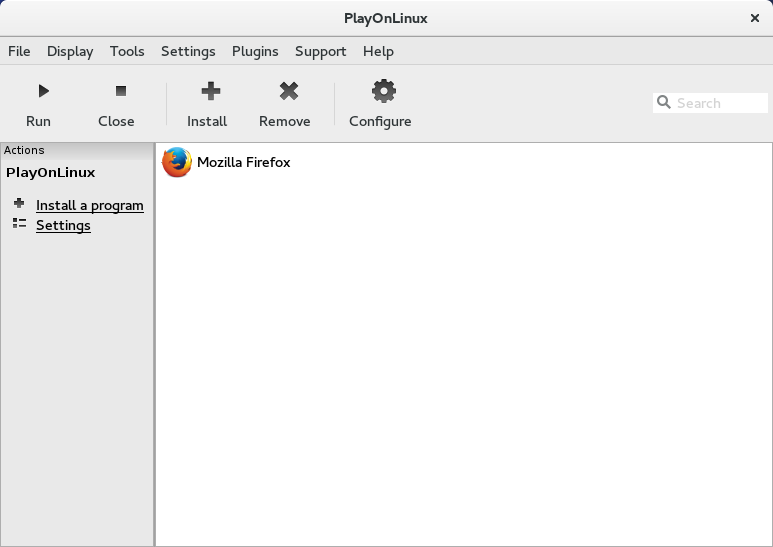 PlayOnLinux
File Display Tools Settings Plugins Support Help
Run Close Install Remove Configure Search
Actions
PlayOnLinux
Install a program
Settings
Mozilla Firefox